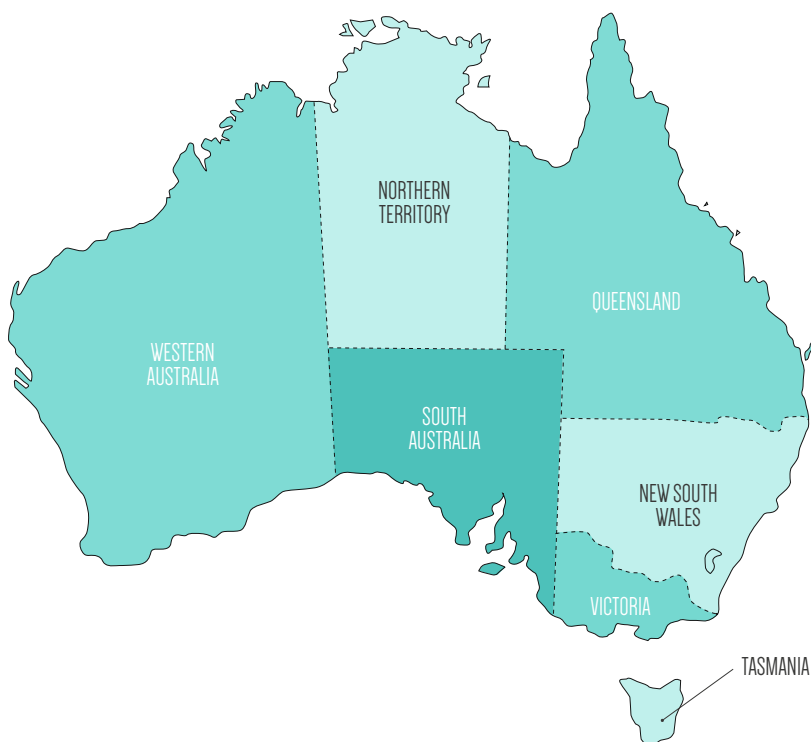 NORTHERN
TERRITORY
QUEENSLAND
WESTERN
AUSTRALIA
SOUTH
AUSTRALIA
NEW SOUTH
WALES
VICTORIA
TASMANIA